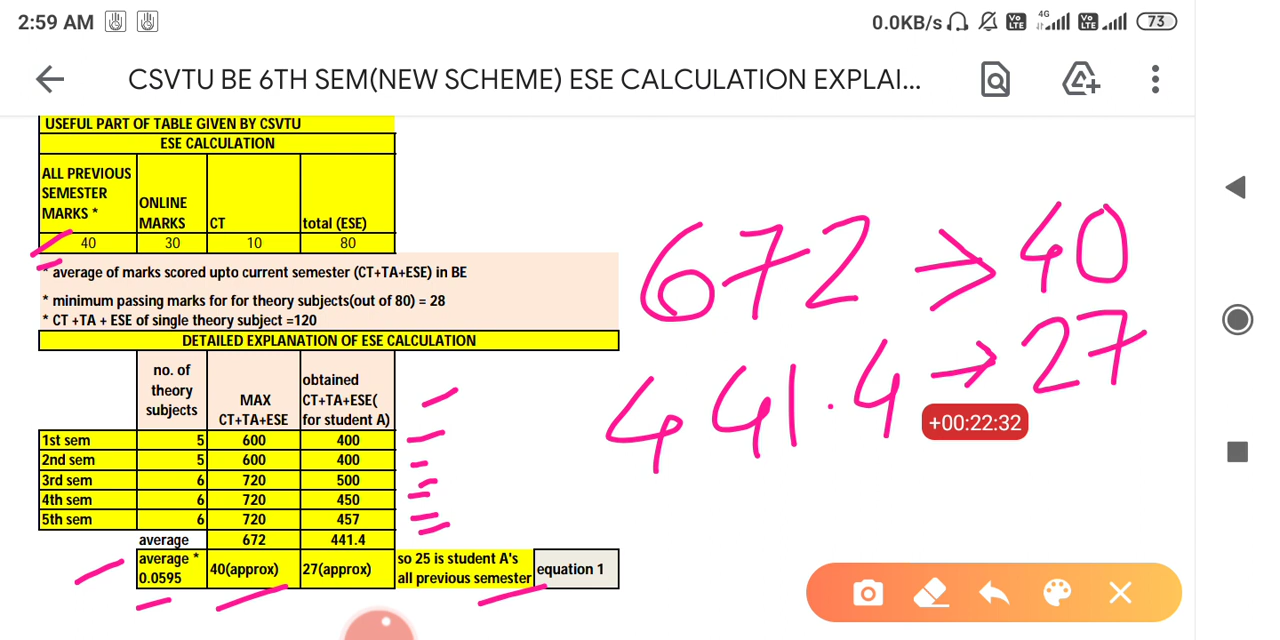 2:59 AM 0.0KB/s Vo LTE 4G Vo LTE 73
CSVTU BE 6TH SEM(NEW SCHEME) ESE CALCULATION EXPLAI...
USEFUL PART OF TABLE GIVEN BY CSVTU
ESE CALCULATION
ALL PREVIOUS SEMESTER MARKS * ONLINE MARKS CT total (ESE)
40 30 10 80
* average of marks scored upto current semester (CT+TA+ESE) in BE
* minimum passing marks for for theory subjects(out of 80) = 28
* CT +TA + ESE of single theory subject =120
DETAILED EXPLANATION OF ESE CALCULATION
no. of theory subjects MAX CT+TA+ESE obtained CT+TA+ESE( for student A)
1st sem 5 600 400
2nd sem 5 600 400
3rd sem 6 720 500
4th sem 6 720 450
5th sem 6 720 457
average 672 441.4
average * 0.0595 40(approx) 27(approx) so 25 is student A's all previous semester equation 1
672 → 40
441.4 → 27
+00:22:32